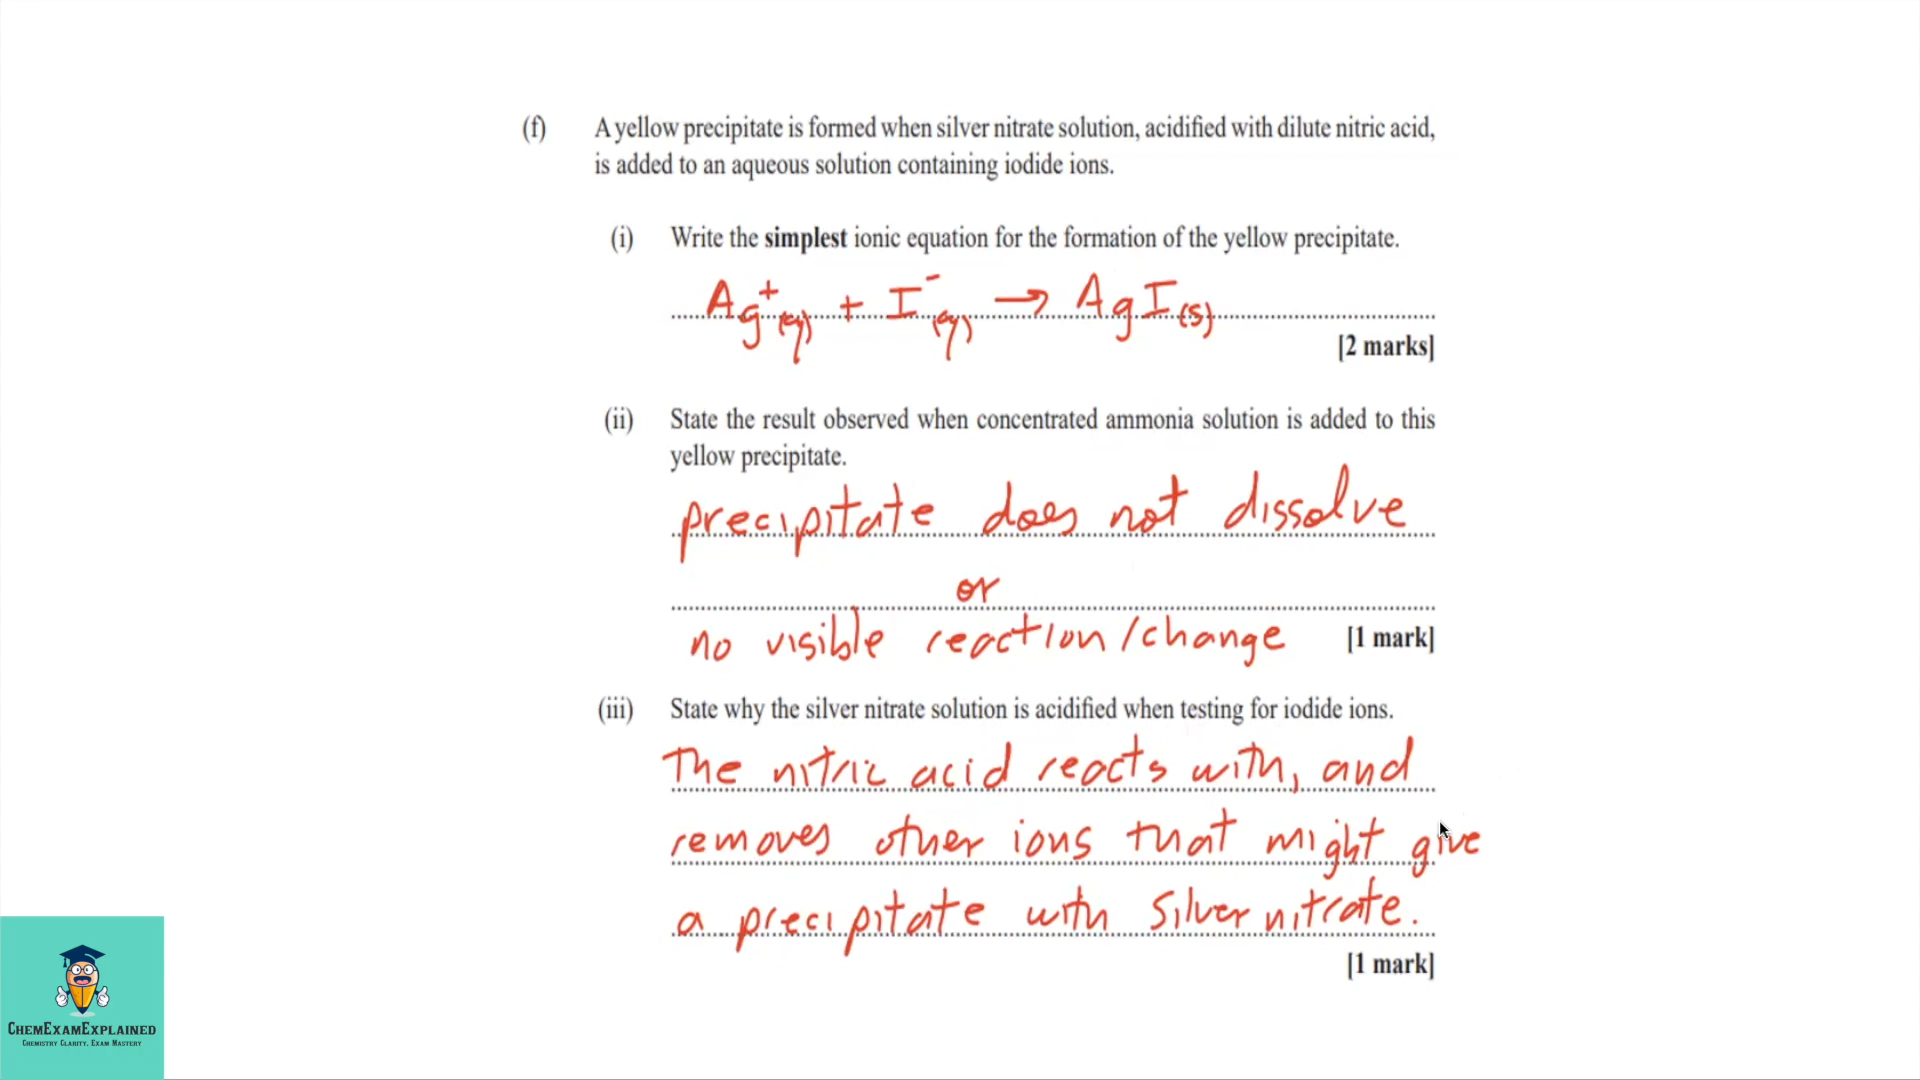 (f) A yellow precipitate is formed when silver nitrate solution, acidified with dilute nitric acid,
is added to an aqueous solution containing iodide ions.
(i) Write the simplest ionic equation for the formation of the yellow precipitate.
Ag⁺(aq) + I⁻(aq) → AgI(s)
[2 marks]
(ii) State the result observed when concentrated ammonia solution is added to this
yellow precipitate.
precipitate does not dissolve
or
no visible reaction/change [1 mark]
(iii) State why the silver nitrate solution is acidified when testing for iodide ions.
The nitric acid reacts with, and
removes other ions that might give
a precipitate with silver nitrate.
[1 mark]
CHEMEXAMEXPLAINED
CHEMISTRY CLARITY, EXAM MASTERY